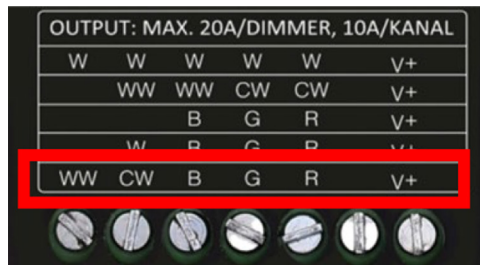 OUTPUT: MAX. 20A/DIMMER, 10A/KANAL
W W W W W V+
WW WW CW CW V+
B G R V+
W B G R V+
WW CW B G R V+